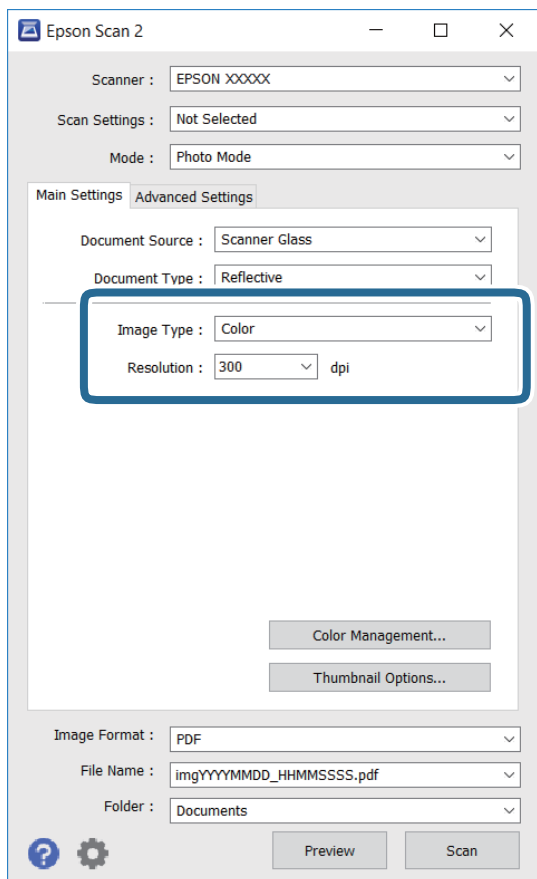 Epson Scan 2
Scanner : EPSON XXXXX
Scan Settings : Not Selected
Mode : Photo Mode
Main Settings Advanced Settings
Document Source : Scanner Glass
Document Type : Reflective
Image Type : Color
Resolution : 300 dpi
Color Management...
Thumbnail Options...
Image Format : PDF
File Name : imgYYYYMMDD_HHMMSSSS.pdf
Folder : Documents
? Preview Scan